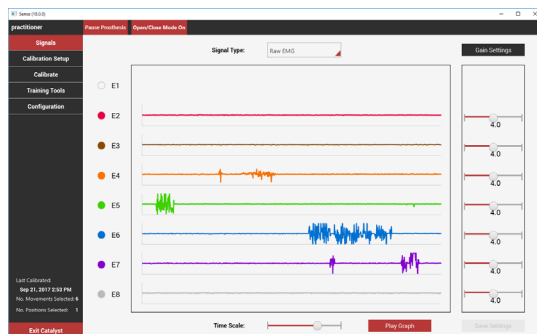 Sense (10.0.0)
practitioner
Pause Prosthesis
Open/Close Mode On
Signals
Calibration Setup
Calibrate
Training Tools
Configuration
Signal Type:
Raw EMG
Gain Settings
E1
E2
4.0
E3
4.0
E4
4.0
E5
4.0
E6
4.0
E7
4.0
E8
4.0
Last Calibrated:
Sep 21, 2017 2:53 PM
No. Movements Selected: 6
No. Positions Selected: 1
Exit Catalyst
Time Scale:
Play Graph
Save Settings